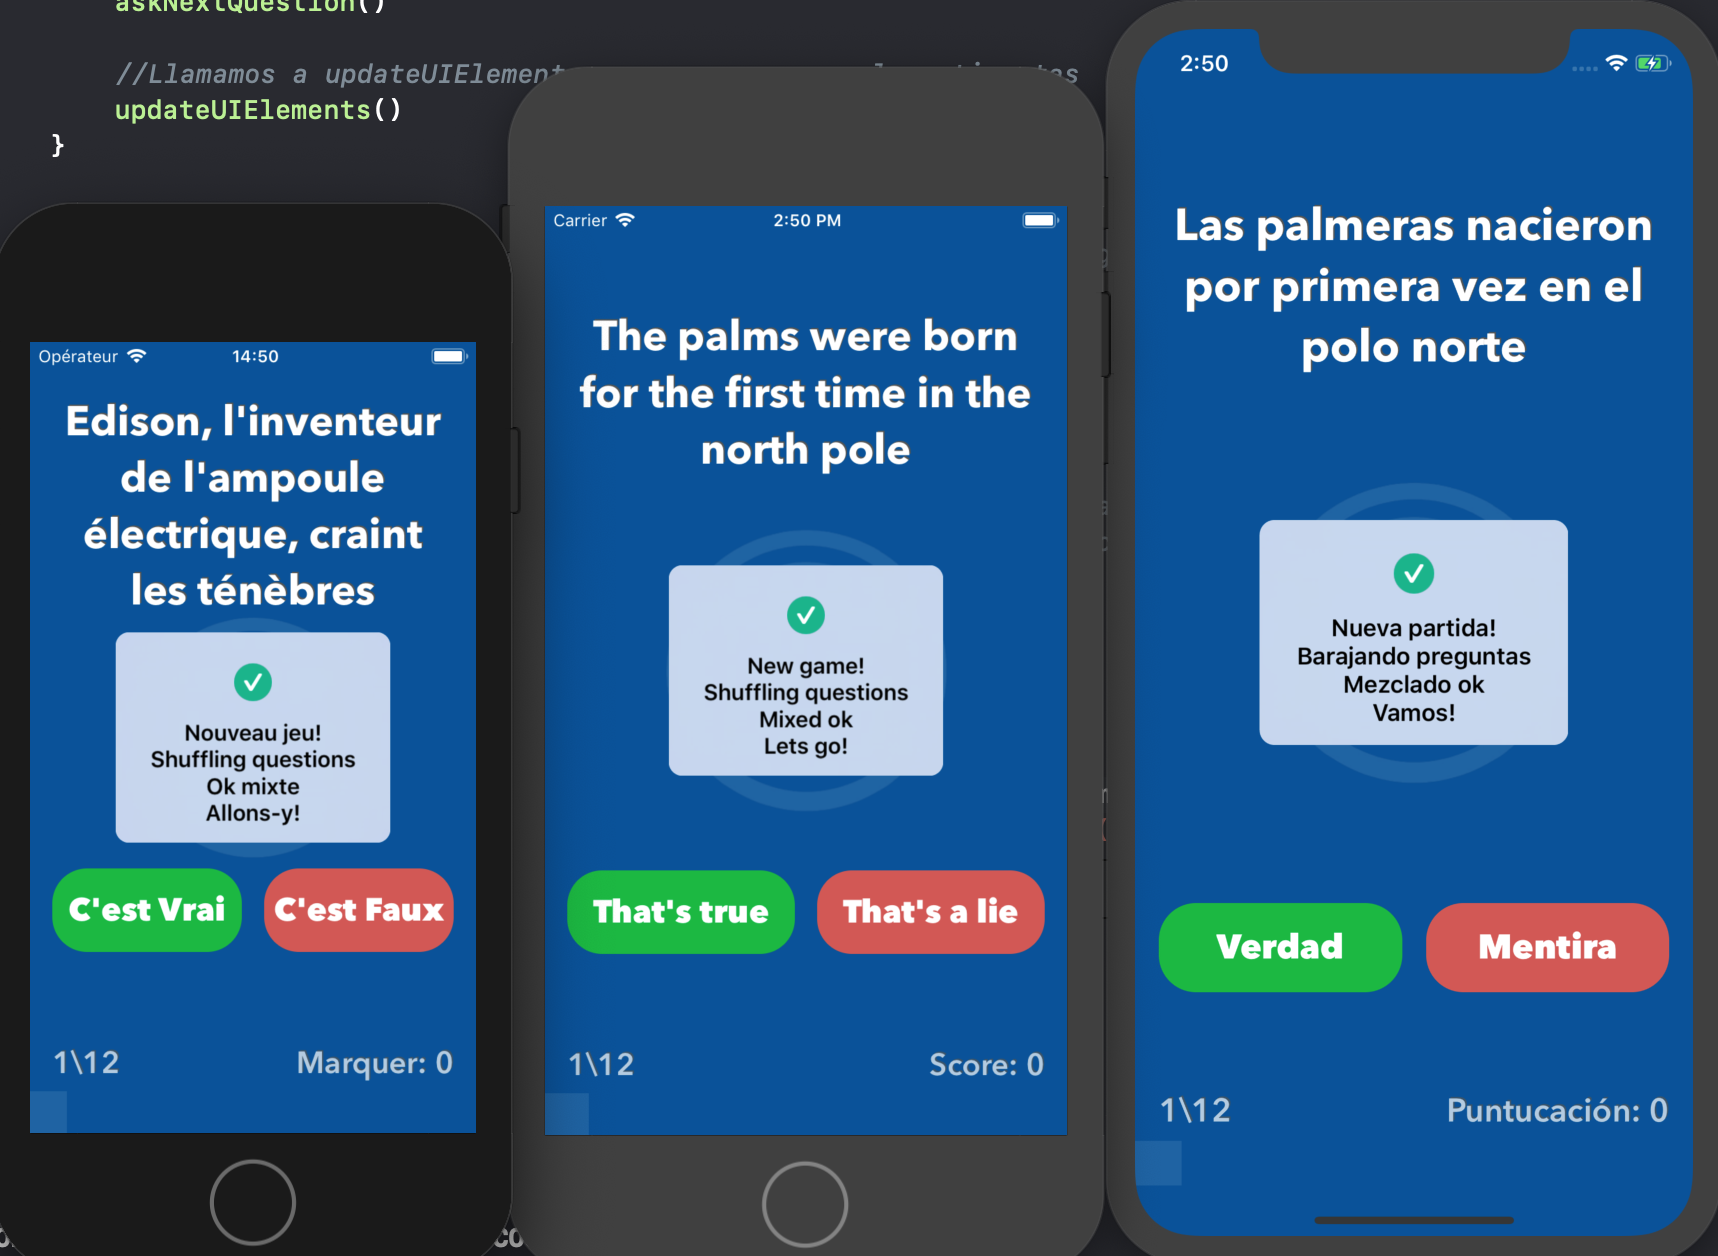 askNextQuestion()
//Llamamos a updateUIElement
updateUIElements()
}
Opérateur 14:50
Edison, l'inventeur
de l'ampoule
électrique, craint
les ténèbres
Nouveau jeu!
Shuffling questions
Ok mixte
Allons-y!
C'est Vrai C'est Faux
1\12 Marquer: 0
Carrier 2:50 PM
The palms were born
for the first time in the
north pole
New game!
Shuffling questions
Mixed ok
Lets go!
That's true That's a lie
1\12 Score: 0
2:50
Las palmeras nacieron
por primera vez en el
polo norte
Nueva partida!
Barajando preguntas
Mezclado ok
Vamos!
Verdad Mentira
1\12 Puntucación: 0